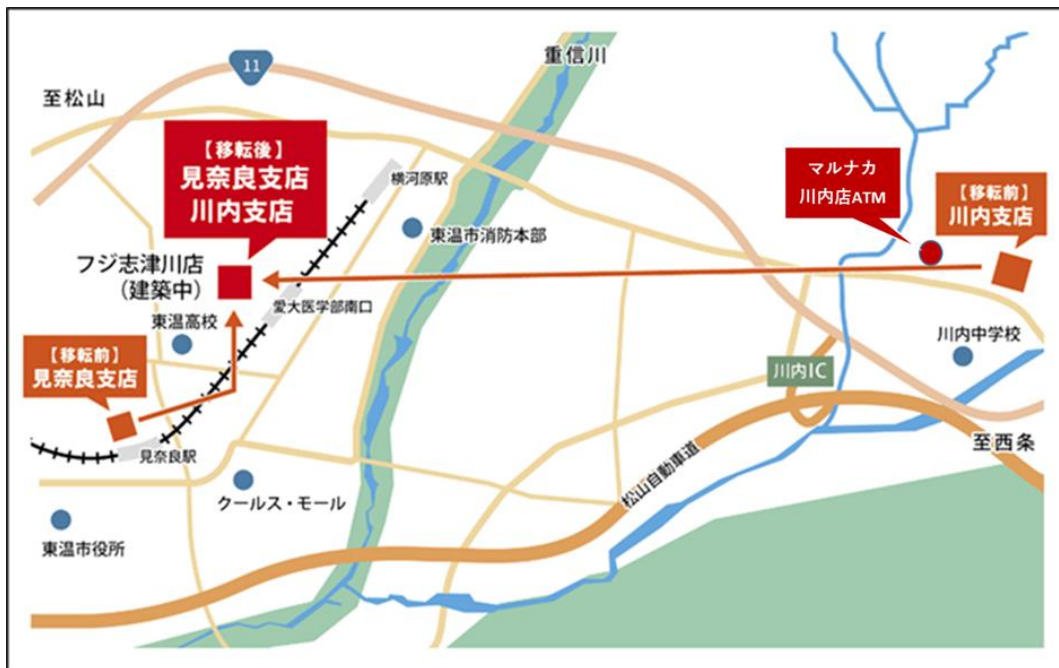 11
重信川
至松山
【移転後】
見奈良支店
川内支店
横河原駅
東温市消防本部
マルナカ
川内店ATM
【移転前】
川内支店
フジ志津川店
(建築中)
愛大医学部南口
東温高校
【移転前】
見奈良支店
川内中学校
川内IC
見奈良駅
至西条
松山自動車道
クールス・モール
東温市役所